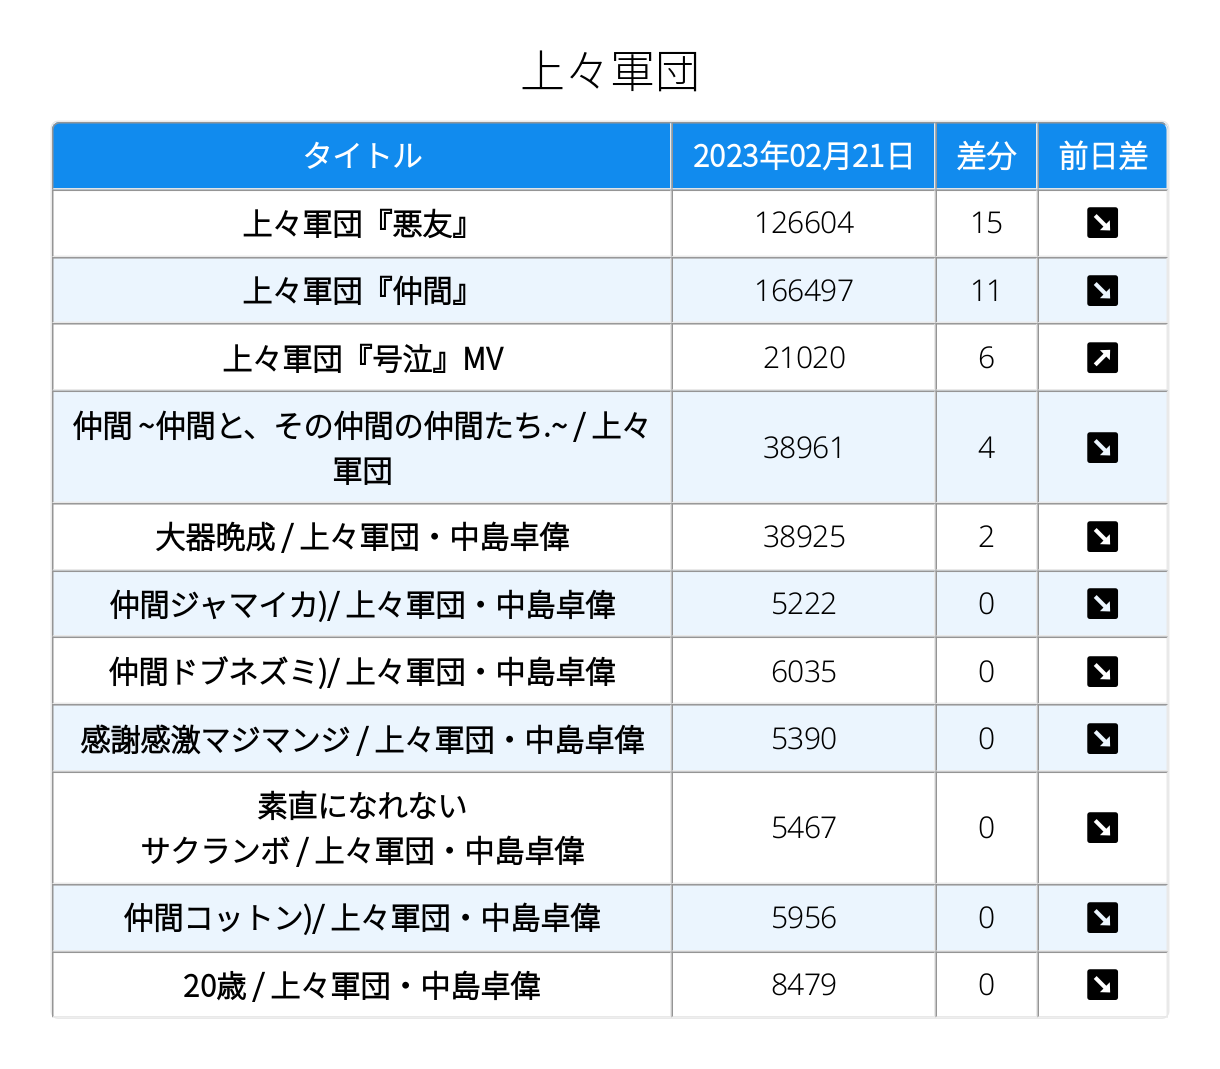 上々軍団
タイトル 2023年02月21日 差分 前日差
上々軍団『悪友』 126604 15
上々軍団『仲間』 166497 11
上々軍団『号泣』MV 21020 6
仲間 ~仲間と、その仲間の仲間たち.~ / 上々
軍団 38961 4
大器晩成 / 上々軍団・中島卓偉 38925 2
仲間ジャマイカ)/ 上々軍団・中島卓偉 5222 0
仲間ドブネズミ)/ 上々軍団・中島卓偉 6035 0
感謝感激マジマンジ / 上々軍団・中島卓偉 5390 0
素直になれない
サクランボ / 上々軍団・中島卓偉 5467 0
仲間コットン)/ 上々軍団・中島卓偉 5956 0
20歳 / 上々軍団・中島卓偉 8479 0